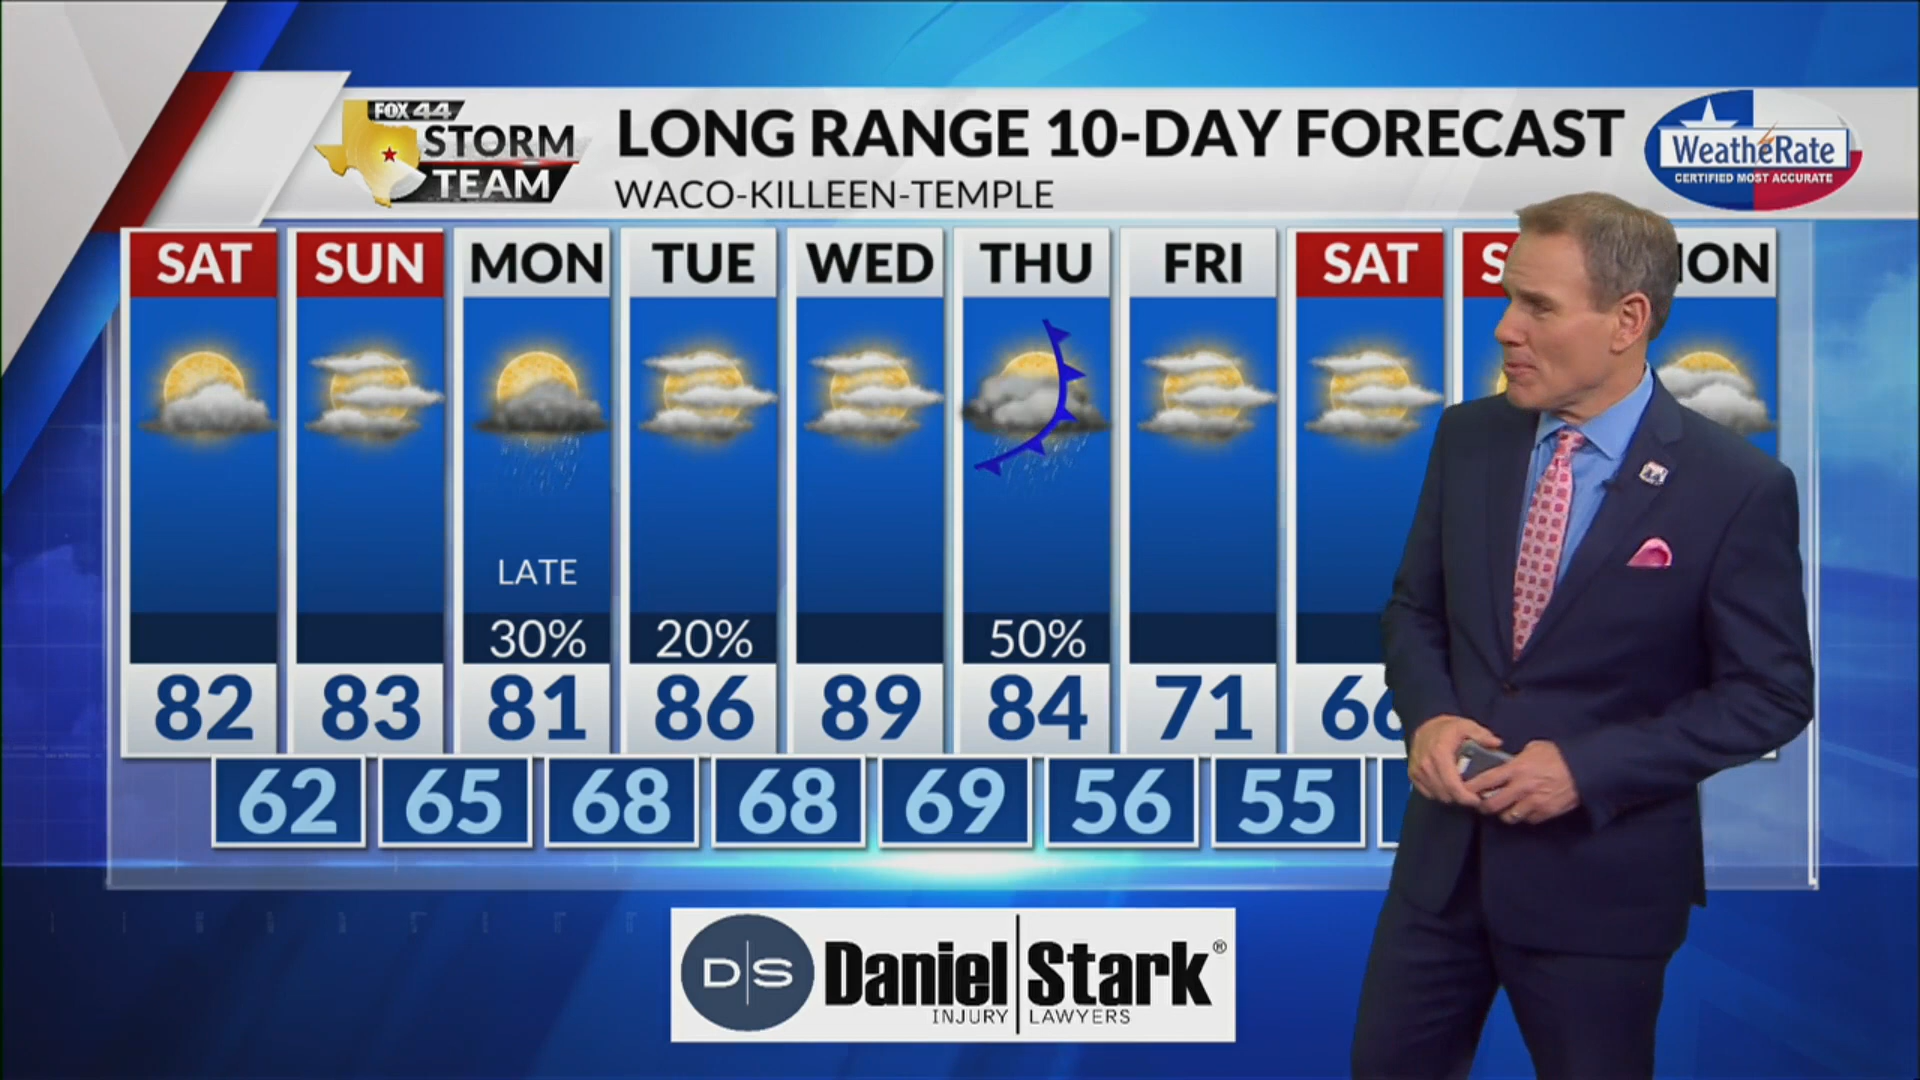 FOX 44
STORM
TEAM
LONG RANGE 10-DAY FORECAST
WACO-KILLEEN-TEMPLE
WeatheRate
CERTIFIED MOST ACCURATE
SAT SUN MON TUE WED THU FRI SAT
LATE
30% 20% 50%
82 83 81 86 89 84 71
62 65 68 68 69 56 55
D|S
Daniel Stark®
INJURY LAWYERS